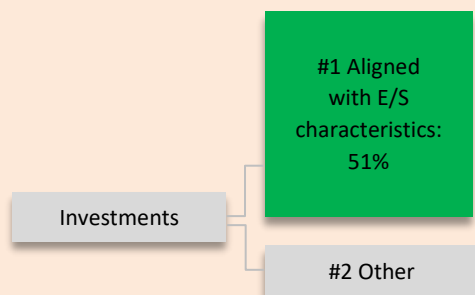 #1 Aligned
with E/S
characteristics:
51%
Investments
#2 Other